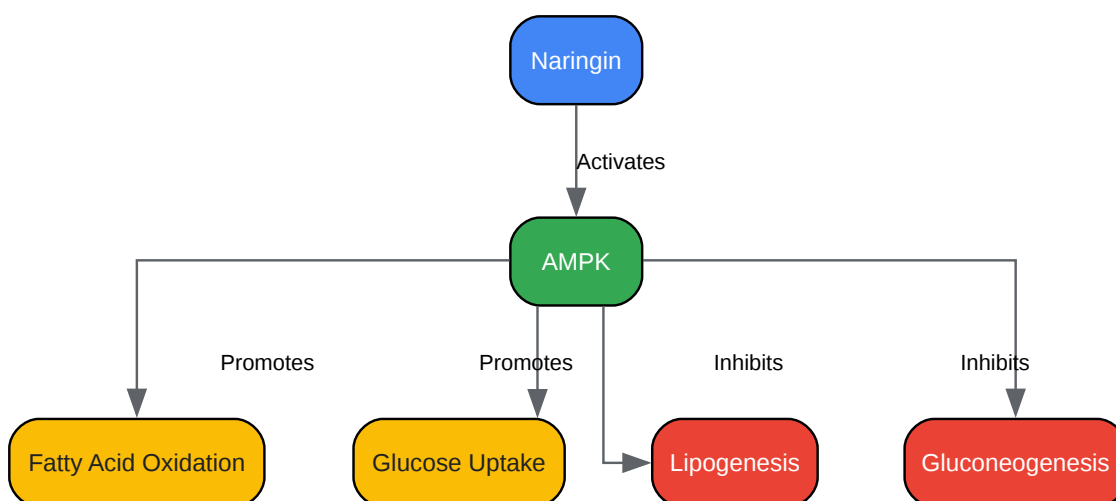 Naringin
Activates
AMPK
Promotes
Promotes
Inhibits
Inhibits
Fatty Acid Oxidation
Glucose Uptake
Lipogenesis
Gluconeogenesis